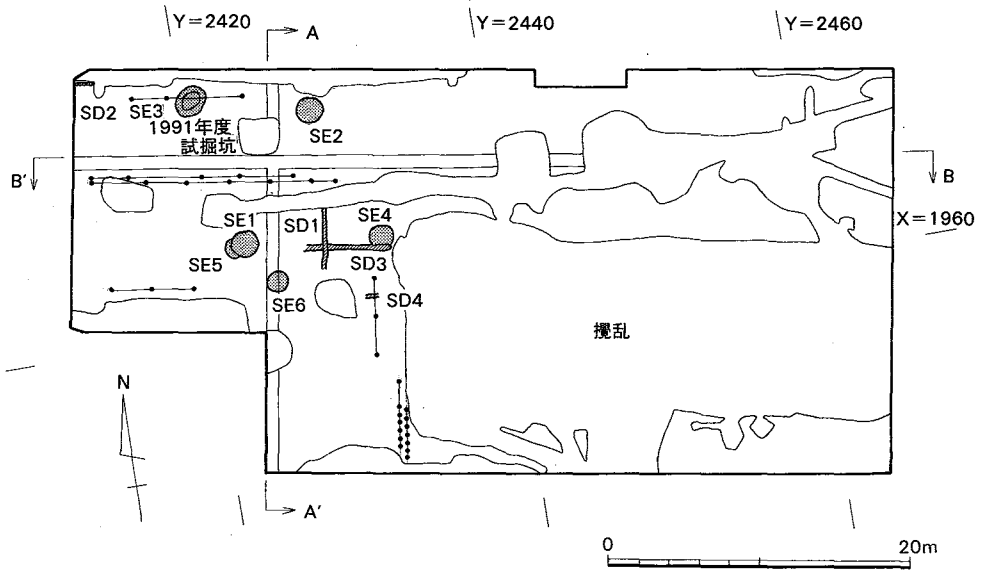 Y=2420
A
Y=2440
Y=2460
SD2
SE3
1991年度
試掘坑
SE2
B′
B
X=1960
SE1
SD1
SE4
SE5
SD3
SE6
SD4
攪乱
N
A′
0
20m